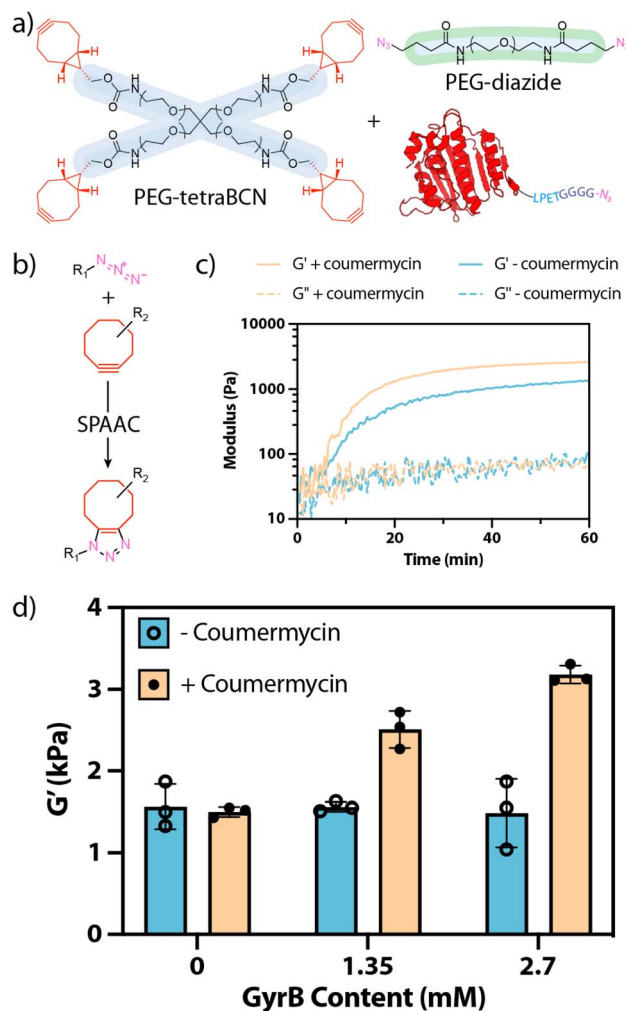 a)
H
H
O
O
N
H
O
O
N
H
O
O
H
H
N₃
O
N
H
O
H
N
O
N₃
PEG-diazide
+
O
O
N
H
O
O
H
N
O
O
H
H
PEG-tetraBCN
H
H
LPETGGGG-N₃
b)
R₁
N
N⁺
N⁻
+
R₂
SPAAC
R₂
R₁
N
N
N
c)
G' + coumermycin
G' - coumermycin
G" + coumermycin
G" - coumermycin
10000
1000
100
10
Modulus (Pa)
0
20
40
60
Time (min)
d)
4
3
2
1
0
G' (kPa)
- Coumermycin
+ Coumermycin
0
1.35
2.7
GyrB Content (mM)